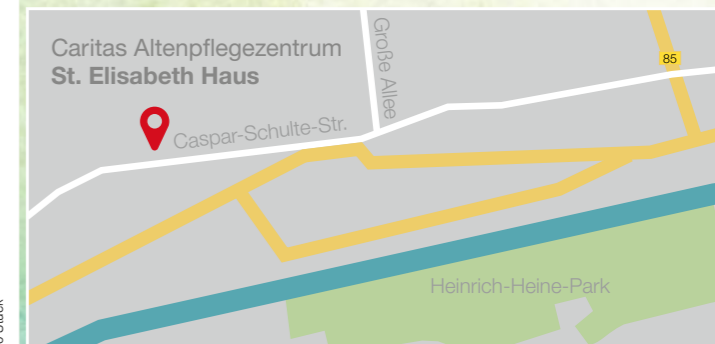 Caritas Altenpflegezentrum
St. Elisabeth Haus
Große Allee
85
Caspar-Schulte-Str.
Heinrich-Heine-Park